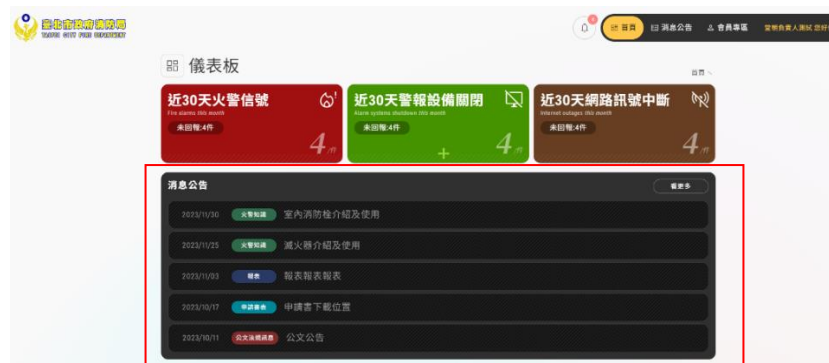 臺北市政府消防局
TAIPEI CITY FIRE DEPARTMENT
首頁 消息公告 會員專區
儀表板
首頁
近30天火警信號
Fire alarms this month
未回報:4件
4 /件
近30天警報設備關閉
Alarm systems shutdown this month
未回報:4件
4 /件
近30天網路訊號中斷
Internet outages this month
未回報:4件
4 /件
消息公告 看更多
2023/11/30 火警知識 室內消防栓介紹及使用
2023/11/25 火警知識 滅火器介紹及使用
2023/11/03 報表 報表報表報表
2023/10/17 申請書表 申請書下載位置
2023/10/11 公文法規訊息 公文公告